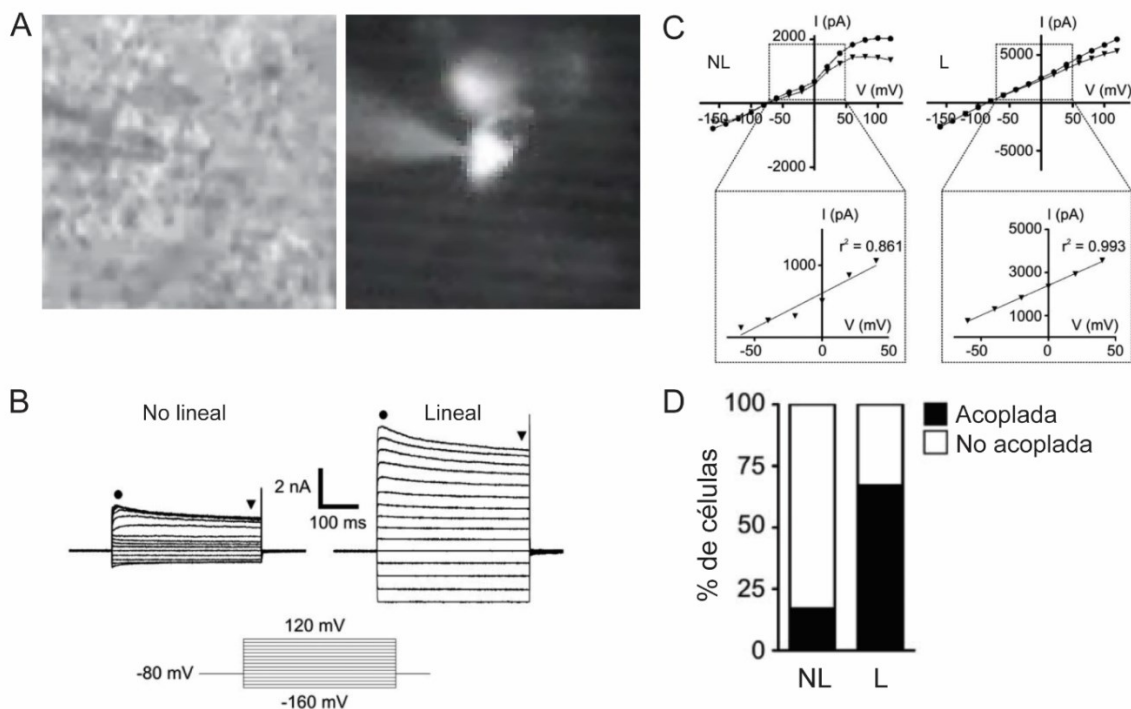 A
B
No lineal
Lineal
2 nA
100 ms
120 mV
-80 mV
-160 mV
C
NL
I (pA)
2000
V (mV)
-150
-100
-50
50
100
-2000
L
I (pA)
5000
V (mV)
-150
-100
-50
50
100
-5000
I (pA)
r² = 0.861
1000
V (mV)
-50
0
50
I (pA)
5000
r² = 0.993
3000
1000
V (mV)
-50
0
50
D
% de células
100
75
50
25
0
NL
L
Acoplada
No acoplada